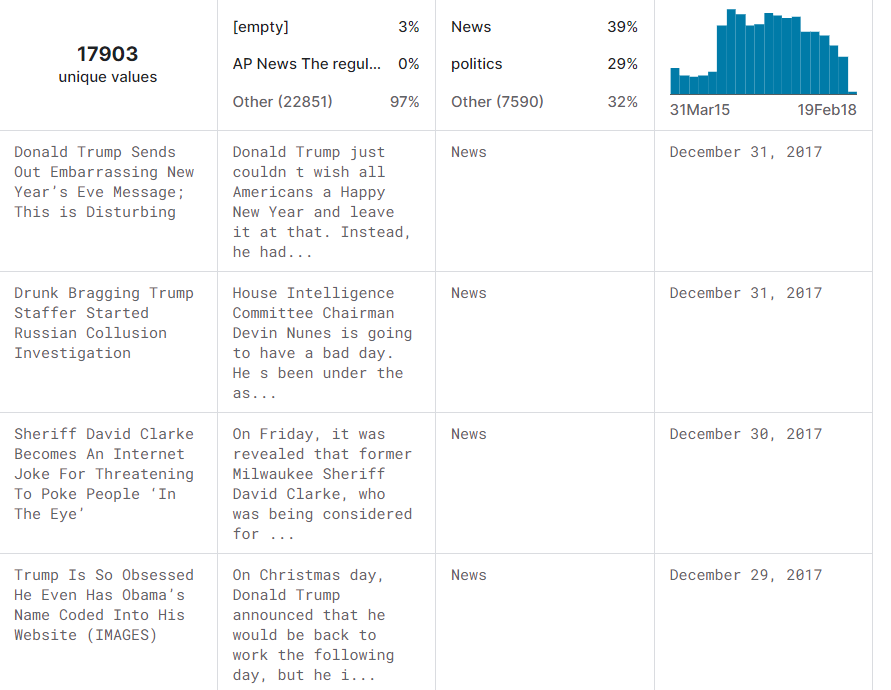 17903
unique values
[empty] 3%
AP News The regul... 0%
Other (22851) 97%
News 39%
politics 29%
Other (7590) 32%
31Mar15 19Feb18
Donald Trump Sends
Out Embarrassing New
Year’s Eve Message;
This is Disturbing
Donald Trump just
couldn t wish all
Americans a Happy
New Year and leave
it at that. Instead,
he had...
News
December 31, 2017
Drunk Bragging Trump
Staffer Started
Russian Collusion
Investigation
House Intelligence
Committee Chairman
Devin Nunes is going
to have a bad day.
He s been under the
as...
News
December 31, 2017
Sheriff David Clarke
Becomes An Internet
Joke For Threatening
To Poke People ‘In
The Eye’
On Friday, it was
revealed that former
Milwaukee Sheriff
David Clarke, who
was being considered
for ...
News
December 30, 2017
Trump Is So Obsessed
He Even Has Obama’s
Name Coded Into His
Website (IMAGES)
On Christmas day,
Donald Trump
announced that he
would be back to
work the following
day, but he i...
News
December 29, 2017